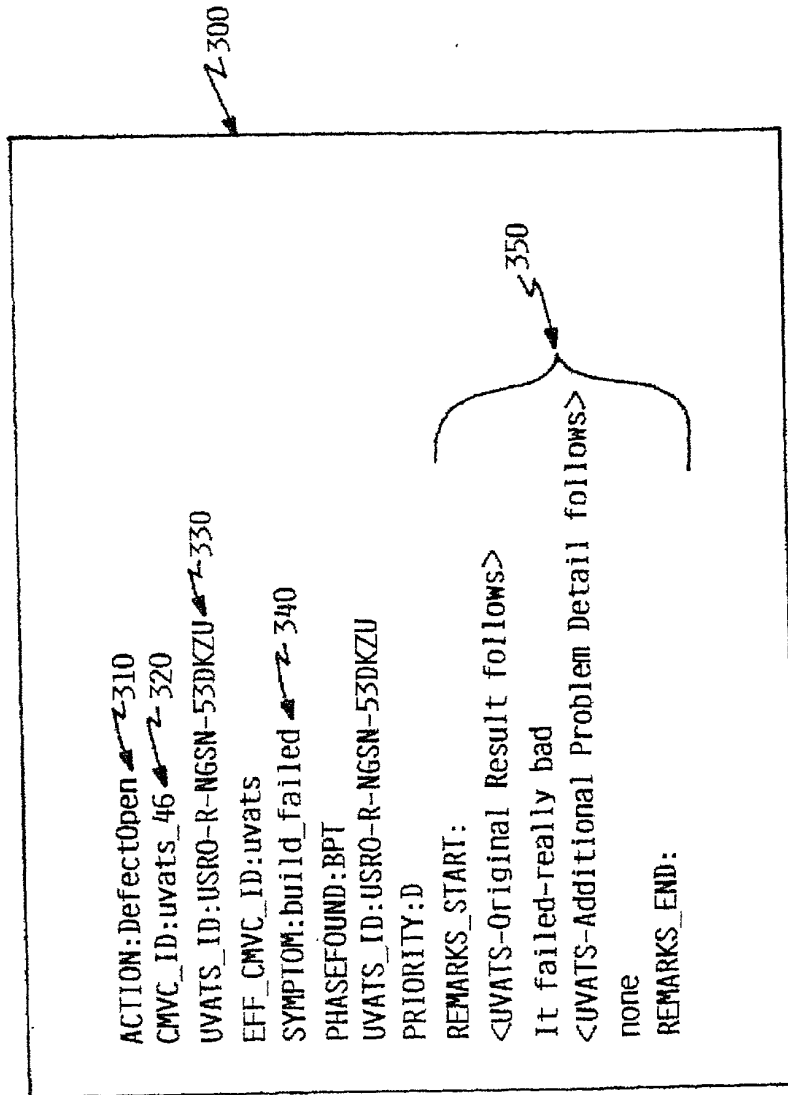 300
ACTION:DefectOpen 310
CMVC_ID:uvats_46 320
UVATS_ID:USRO-R-NGSN-53DKZU 330
EFF_CMVC_ID:uvats
SYMPTOM:build_failed 340
PHASEFOUND:BPT
UVATS_ID:USRO-R-NGSN-53DKZU
PRIORITY:D
REMARKS_START:
<UVATS-Original Result follows>
It failed-really bad
<UVATS-Additional Problem Detail follows>
none
REMARKS_END:
350